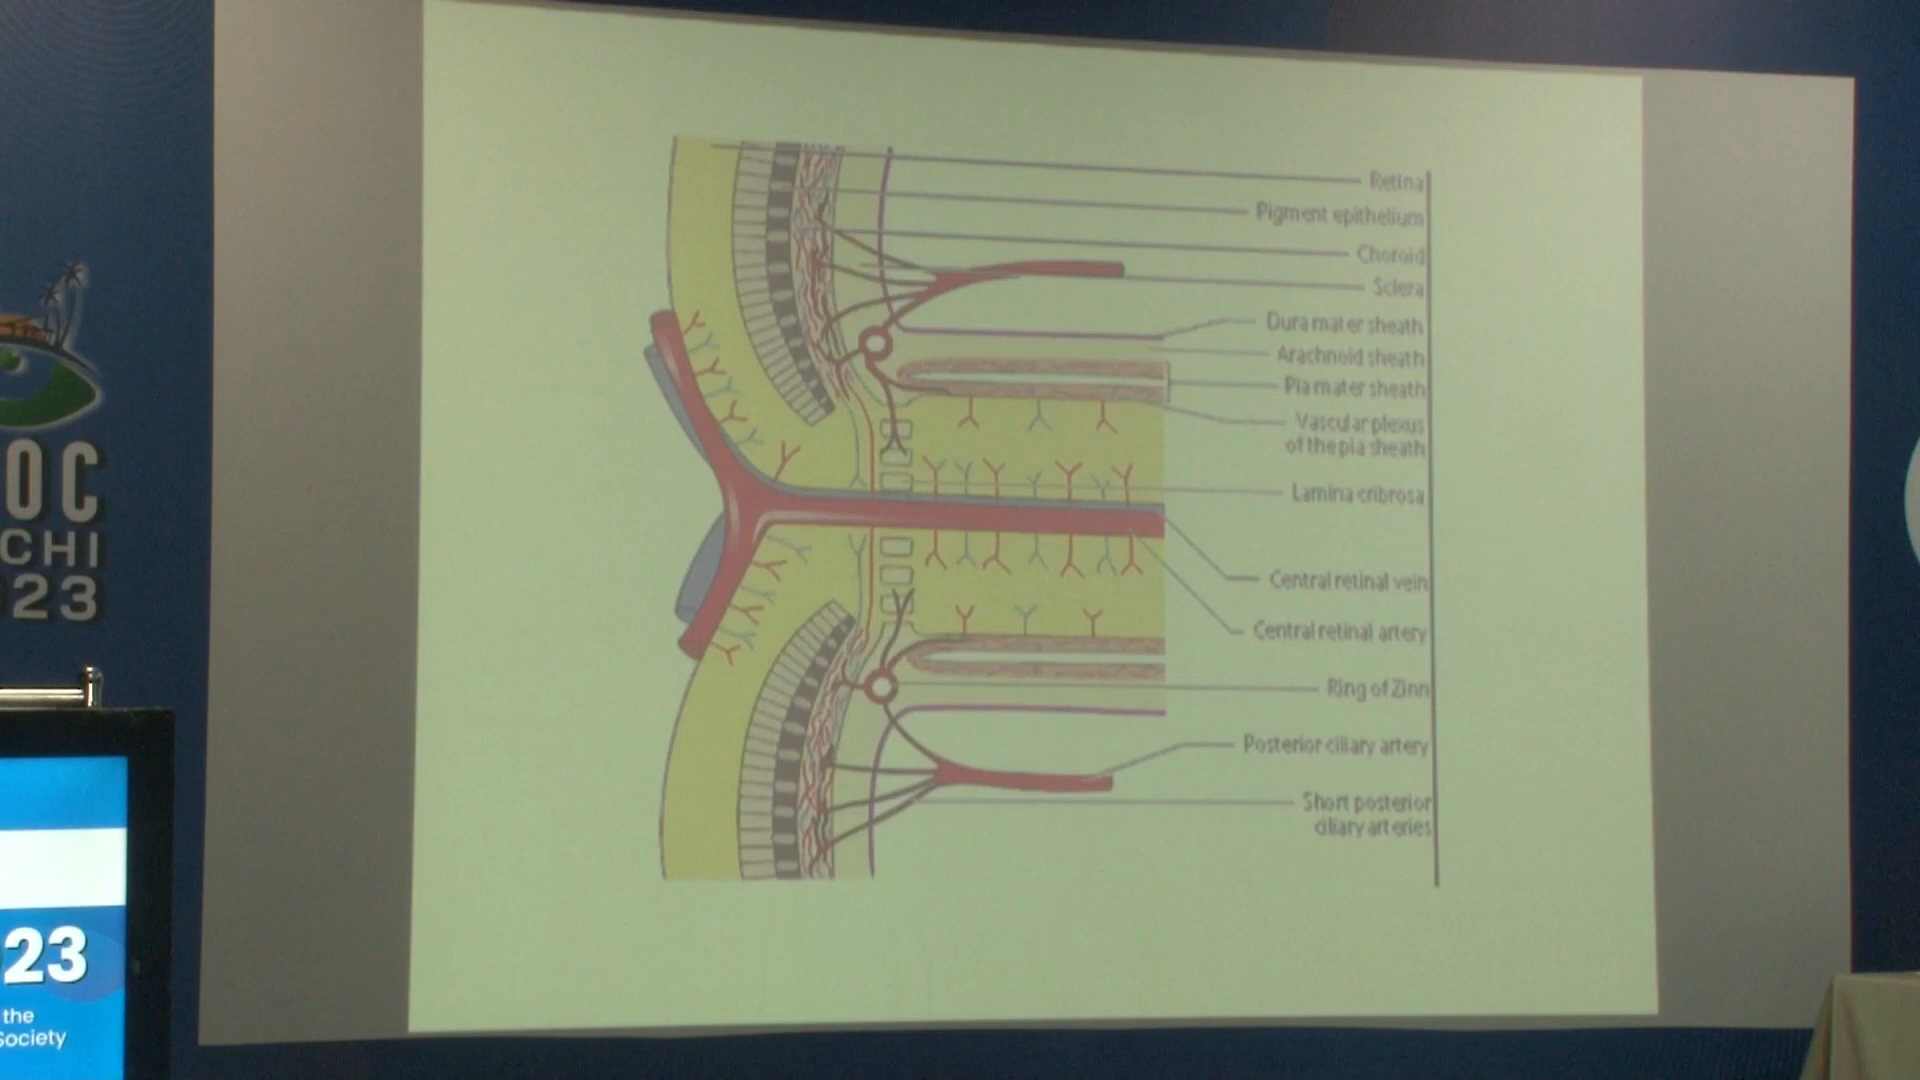 Retina
Pigment epithelium
Choroid
Sclera
Dura mater sheath
Arachnoid sheath
Pia mater sheath
Vascular plexus
of the pia sheath
Lamina cribrosa
Central retinal vein
Central retinal artery
Ring of Zinn
Posterior ciliary artery
Short posterior
ciliary arteries
OC
CHI
23
23
the
Society